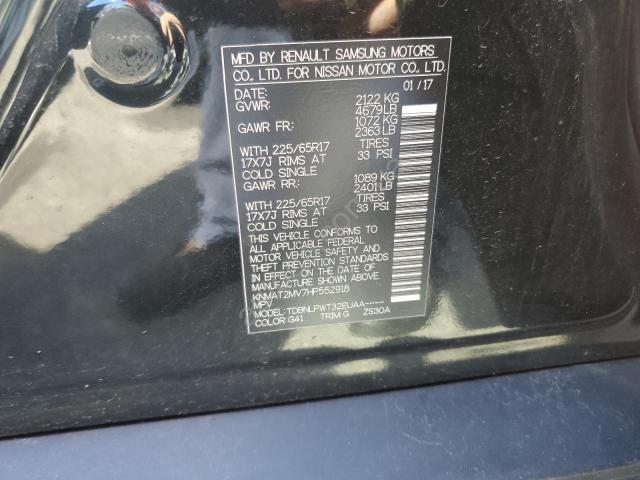 MFD BY RENAULT SAMSUNG MOTORS
CO., LTD. FOR NISSAN MOTOR CO., LTD.
DATE: 01/17
GVWR: 2122 KG
4679LB
GAWR FR: 1072 KG
2363LB
WITH 225/65R17 TIRES
17X7J RIMS AT 33 PSI
COLD SINGLE
GAWR RR: 1089 KG
2401LB
WITH 225/65R17 TIRES
17X7J RIMS AT 33 PSI
COLD SINGLE
THIS VEHICLE CONFORMS TO
ALL APPLICABLE FEDERAL
MOTOR VEHICLE SAFETY AND
THEFT PREVENTION STANDARDS
IN EFFECT ON THE DATE OF
MANUFACTURE SHOWN ABOVE.
KNMAT2MV7HP552918
MPV
MODEL: TDBNLPWT32EUAA----
COLOR G41 TRIM G ZS30A